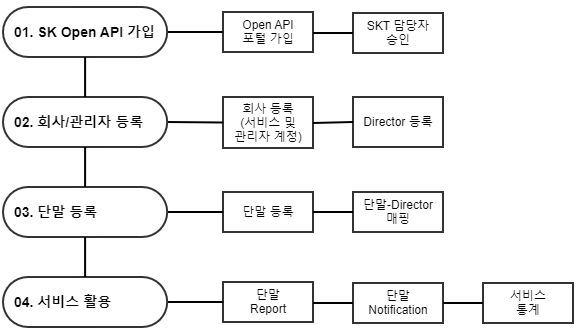 01. SK Open API 가입
Open API
포털 가입
SKT 담당자
승인
02. 회사/관리자 등록
회사 등록
(서비스 및
관리자 계정)
Director 등록
03. 단말 등록
단말 등록
단말-Director
매핑
04. 서비스 활용
단말
Report
단말
Notification
서비스
통계